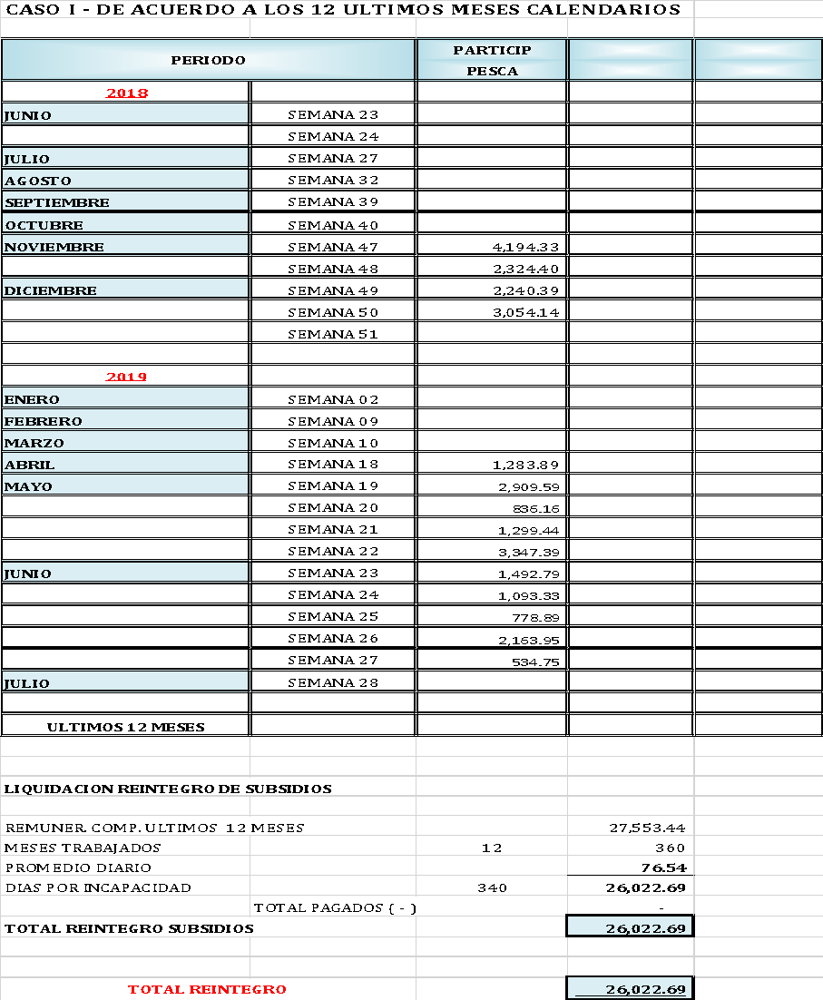 CASO I - DE ACUERDO A LOS 12 ULTIMOS MESES CALENDARIOS
PERIODO PARTICIP PESCA
2018
JUNIO SEMANA 23
SEMANA 24
JULIO SEMANA 27
AGOSTO SEMANA 32
SEPTIEMBRE SEMANA 39
OCTUBRE SEMANA 40
NOVIEMBRE SEMANA 47 4,194.33
SEMANA 48 2,324.40
DICIEMBRE SEMANA 49 2,240.39
SEMANA 50 3,054.14
SEMANA 51
2019
ENERO SEMANA 02
FEBRERO SEMANA 09
MARZO SEMANA 10
ABRIL SEMANA 18 1,283.89
MAYO SEMANA 19 2,909.59
SEMANA 20 836.16
SEMANA 21 1,299.44
SEMANA 22 3,347.39
JUNIO SEMANA 23 1,492.79
SEMANA 24 1,093.33
SEMANA 25 778.89
SEMANA 26 2,163.95
SEMANA 27 534.75
JULIO SEMANA 28
ULTIMOS 12 MESES
LIQUIDACION REINTEGRO DE SUBSIDIOS
REMUNER. COMP. ULTIMOS 12 MESES 27,553.44
MESES TRABAJADOS 12 360
PROMEDIO DIARIO 76.54
DIAS POR INCAPACIDAD 340 26,022.69
TOTAL PAGADOS ( - ) -
TOTAL REINTEGRO SUBSIDIOS 26,022.69
TOTAL REINTEGRO 26,022.69